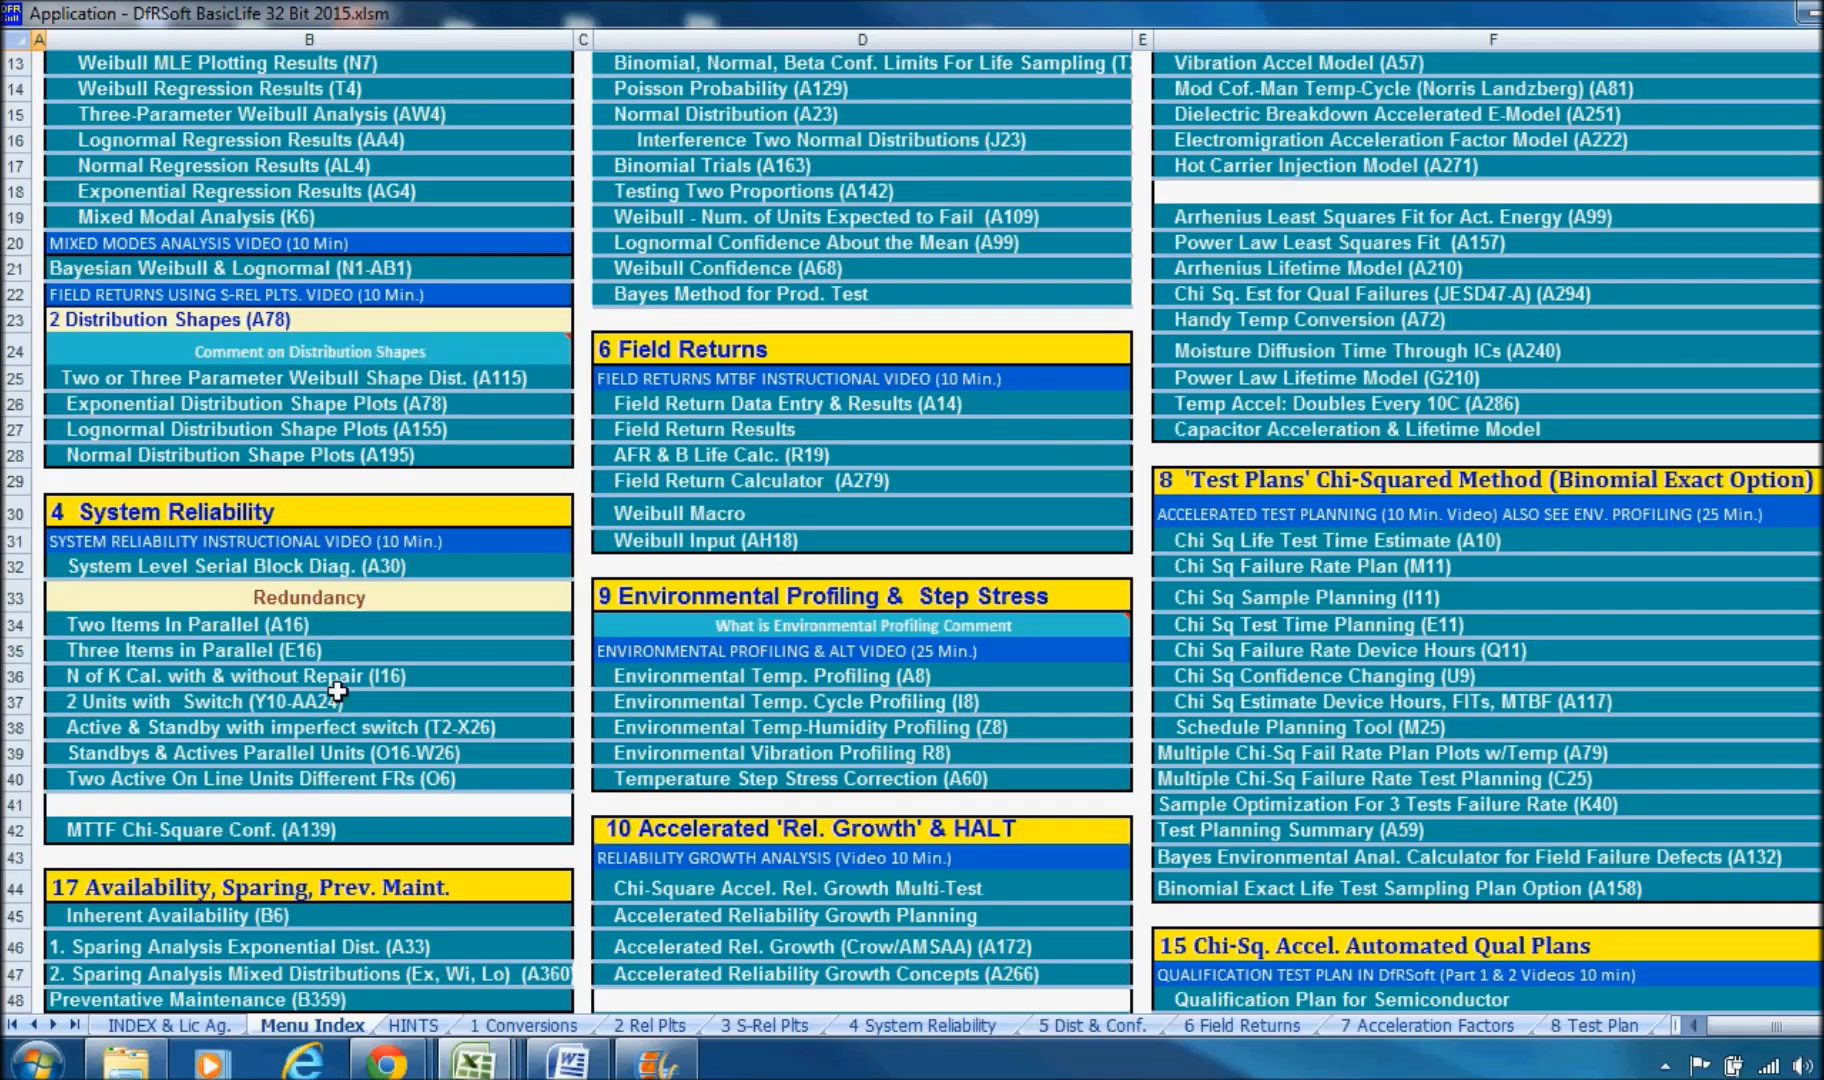 Application - DfRSoft BasicLife 32 Bit 2015.xlsm
A
B
C
D
E
F
13
14
15
16
17
18
19
20
21
22
23
24
25
26
27
28
29
30
31
32
33
34
35
36
37
38
39
40
41
42
43
44
45
46
47
48
Weibull MLE Plotting Results (N7)
Weibull Regression Results (T4)
Three-Parameter Weibull Analysis (AW4)
Lognormal Regression Results (AA4)
Normal Regression Results (AL4)
Exponential Regression Results (AG4)
Mixed Modal Analysis (K6)
MIXED MODES ANALYSIS VIDEO (10 Min)
Bayesian Weibull & Lognormal (N1-AB1)
FIELD RETURNS USING S-REL PLTS. VIDEO (10 Min.)
2 Distribution Shapes (A78)
Comment on Distribution Shapes
Two or Three Parameter Weibull Shape Dist. (A115)
Exponential Distribution Shape Plots (A78)
Lognormal Distribution Shape Plots (A155)
Normal Distribution Shape Plots (A195)
4 System Reliability
SYSTEM RELIABILITY INSTRUCTIONAL VIDEO (10 Min.)
System Level Serial Block Diag. (A30)
Redundancy
Two Items In Parallel (A16)
Three Items in Parallel (E16)
N of K Cal. with & without Repair (I16)
2 Units with Switch (Y10-AA24)
Active & Standby with imperfect switch (T2-X26)
Standbys & Actives Parallel Units (O16-W26)
Two Active On Line Units Different FRs (O6)
MTTF Chi-Square Conf. (A139)
17 Availability, Sparing, Prev. Maint.
Inherent Availability (B6)
1. Sparing Analysis Exponential Dist. (A33)
2. Sparing Analysis Mixed Distributions (Ex, Wi, Lo) (A360)
Preventative Maintenance (B359)
Binomial, Normal, Beta Conf. Limits For Life Sampling (T
Poisson Probability (A129)
Normal Distribution (A23)
Interference Two Normal Distributions (J23)
Binomial Trials (A163)
Testing Two Proportions (A142)
Weibull - Num. of Units Expected to Fail (A109)
Lognormal Confidence About the Mean (A99)
Weibull Confidence (A68)
Bayes Method for Prod. Test
6 Field Returns
FIELD RETURNS MTBF INSTRUCTIONAL VIDEO (10 Min.)
Field Return Data Entry & Results (A14)
Field Return Results
AFR & B Life Calc. (R19)
Field Return Calculator (A279)
Weibull Macro
Weibull Input (AH18)
9 Environmental Profiling & Step Stress
What is Environmental Profiling Comment
ENVIRONMENTAL PROFILING & ALT VIDEO (25 Min.)
Environmental Temp. Profiling (A8)
Environmental Temp. Cycle Profiling (I8)
Environmental Temp-Humidity Profiling (Z8)
Environmental Vibration Profiling R8)
Temperature Step Stress Correction (A60)
10 Accelerated 'Rel. Growth' & HALT
RELIABILITY GROWTH ANALYSIS (Video 10 Min.)
Chi-Square Accel. Rel. Growth Multi-Test
Accelerated Reliability Growth Planning
Accelerated Rel. Growth (Crow/AMSAA) (A172)
Accelerated Reliability Growth Concepts (A266)
Vibration Accel Model (A57)
Mod Cof.-Man Temp-Cycle (Norris Landzberg) (A81)
Dielectric Breakdown Accelerated E-Model (A251)
Electromigration Acceleration Factor Model (A222)
Hot Carrier Injection Model (A271)
Arrhenius Least Squares Fit for Act. Energy (A99)
Power Law Least Squares Fit (A157)
Arrhenius Lifetime Model (A210)
Chi Sq. Est for Qual Failures (JESD47-A) (A294)
Handy Temp Conversion (A72)
Moisture Diffusion Time Through ICs (A240)
Power Law Lifetime Model (G210)
Temp Accel: Doubles Every 10C (A286)
Capacitor Acceleration & Lifetime Model
8 'Test Plans' Chi-Squared Method (Binomial Exact Option)
ACCELERATED TEST PLANNING (10 Min. Video) ALSO SEE ENV. PROFILING (25 Min.)
Chi Sq Life Test Time Estimate (A10)
Chi Sq Failure Rate Plan (M11)
Chi Sq Sample Planning (I11)
Chi Sq Test Time Planning (E11)
Chi Sq Failure Rate Device Hours (Q11)
Chi Sq Confidence Changing (U9)
Chi Sq Estimate Device Hours, FITs, MTBF (A117)
Schedule Planning Tool (M25)
Multiple Chi-Sq Fail Rate Plan Plots w/Temp (A79)
Multiple Chi-Sq Failure Rate Test Planning (C25)
Sample Optimization For 3 Tests Failure Rate (K40)
Test Planning Summary (A59)
Bayes Environmental Anal. Calculator for Field Failure Defects (A132)
Binomial Exact Life Test Sampling Plan Option (A158)
15 Chi-Sq. Accel. Automated Qual Plans
QUALIFICATION TEST PLAN IN DfRSoft (Part 1 & 2 Videos 10 min)
Qualification Plan for Semiconductor
INDEX & Lic Ag.
Menu Index
HINTS
1 Conversions
2 Rel Plts
3 S-Rel Plts
4 System Reliability
5 Dist & Conf.
6 Field Returns
7 Acceleration Factors
8 Test Plan